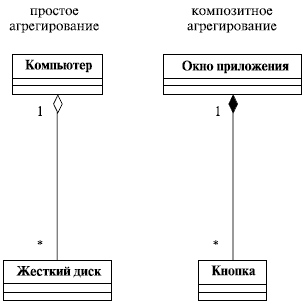 простое
агрегирование
композитное
агрегирование
Компьютер
Окно приложения
1
1
*
*
Жесткий диск
Кнопка